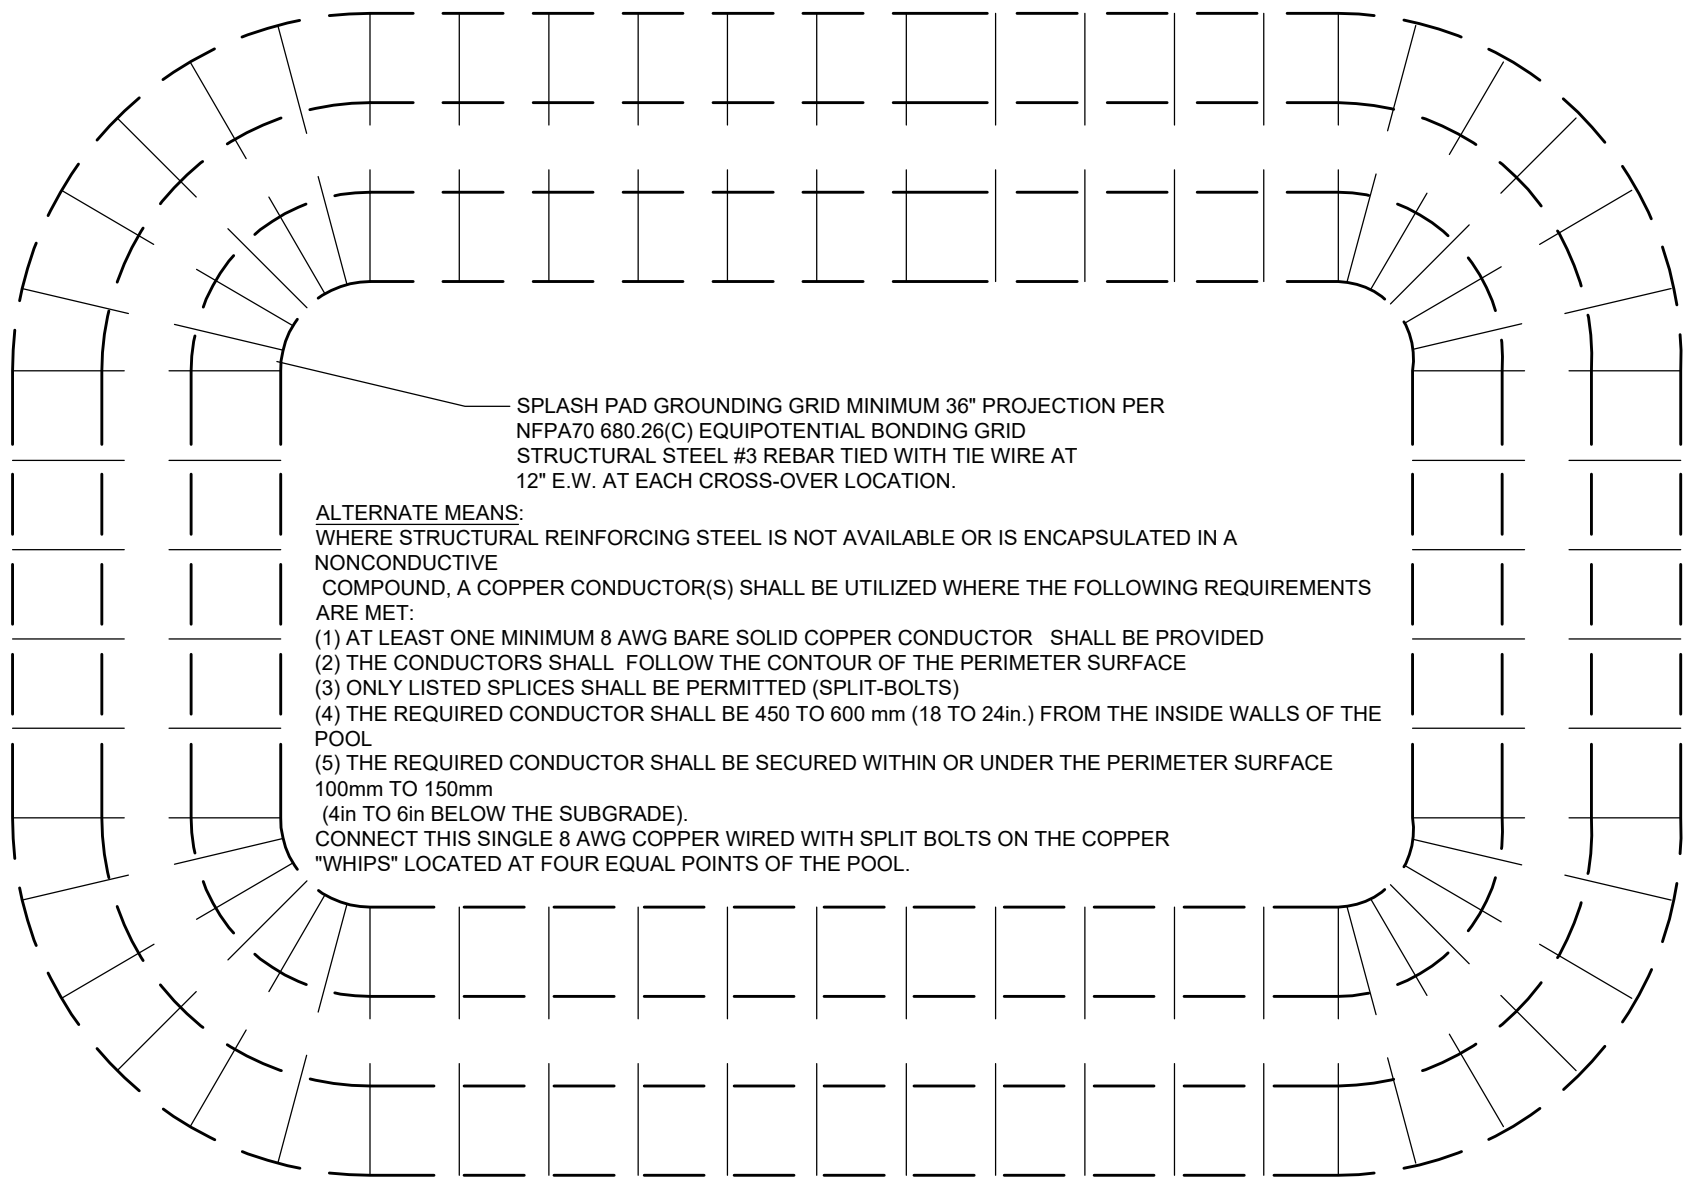 SPLASH PAD GROUNDING GRID MINIMUM 36" PROJECTION PER
NFPA70 680.26(C) EQUIPOTENTIAL BONDING GRID
STRUCTURAL STEEL #3 REBAR TIED WITH TIE WIRE AT
12" E.W. AT EACH CROSS-OVER LOCATION.
ALTERNATE MEANS:
WHERE STRUCTURAL REINFORCING STEEL IS NOT AVAILABLE OR IS ENCAPSULATED IN A
NONCONDUCTIVE
COMPOUND, A COPPER CONDUCTOR(S) SHALL BE UTILIZED WHERE THE FOLLOWING REQUIREMENTS
ARE MET:
(1) AT LEAST ONE MINIMUM 8 AWG BARE SOLID COPPER CONDUCTOR   SHALL BE PROVIDED
(2) THE CONDUCTORS SHALL  FOLLOW THE CONTOUR OF THE PERIMETER SURFACE
(3) ONLY LISTED SPLICES SHALL BE PERMITTED (SPLIT-BOLTS)
(4) THE REQUIRED CONDUCTOR SHALL BE 450 TO 600 mm (18 TO 24in.) FROM THE INSIDE WALLS OF THE
POOL
(5) THE REQUIRED CONDUCTOR SHALL BE SECURED WITHIN OR UNDER THE PERIMETER SURFACE
100mm TO 150mm
(4in TO 6in BELOW THE SUBGRADE).
CONNECT THIS SINGLE 8 AWG COPPER WIRED WITH SPLIT BOLTS ON THE COPPER
"WHIPS" LOCATED AT FOUR EQUAL POINTS OF THE POOL.